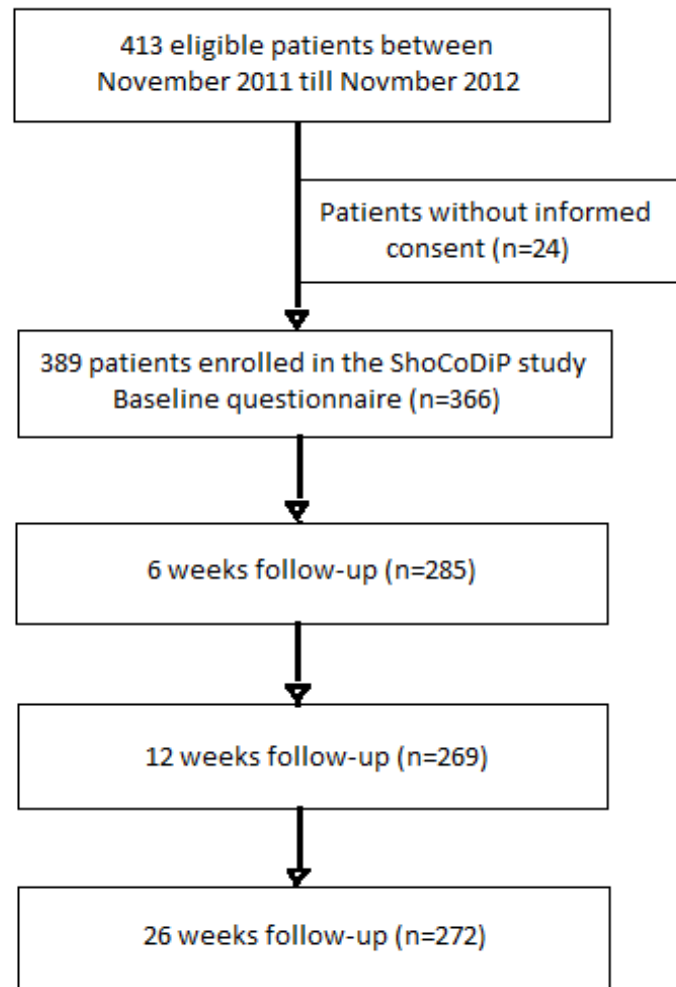 413 eligible patients between
November 2011 till Novmber 2012
Patients without informed
consent (n=24)
389 patients enrolled in the ShoCoDiP study
Baseline questionnaire (n=366)
6 weeks follow-up (n=285)
12 weeks follow-up (n=269)
26 weeks follow-up (n=272)